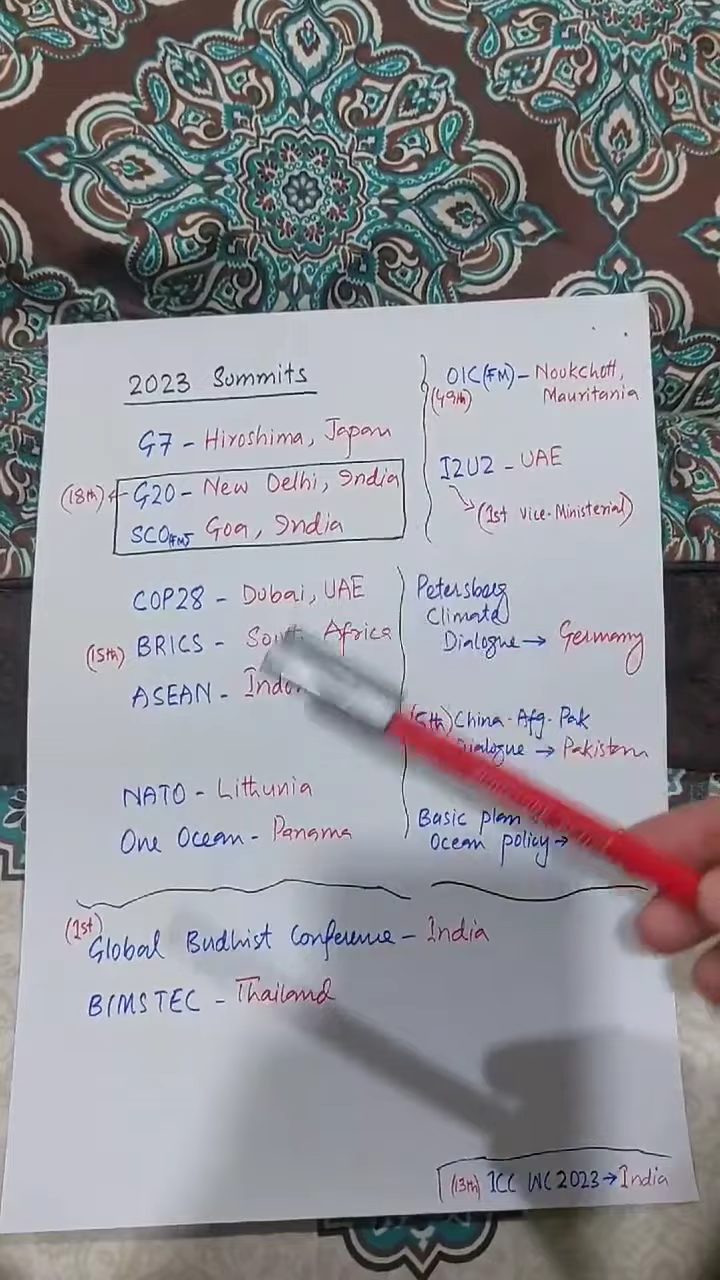 2023 Summits
G7 - Hiroshima, Japan
(18th) G20 - New Delhi, India
SCO(FM) Goa, India
COP28 - Dubai, UAE
(15th) BRICS - South Africa
ASEAN -
NATO - Lithunia
One Ocean - Panama
OIC(FM) - Noukchott,
(49th) Mauritania
I2U2 - UAE
(1st Vice-Ministerial)
Petersberg
Climate
Dialogue → Germany
(5th) China-Afg-Pak
Dialogue → Pakistan
Basic plan
Ocean policy →
(1st)
Global Budhist Conference - India
BIMSTEC - Thailand
(13th) ICC WC 2023 → India